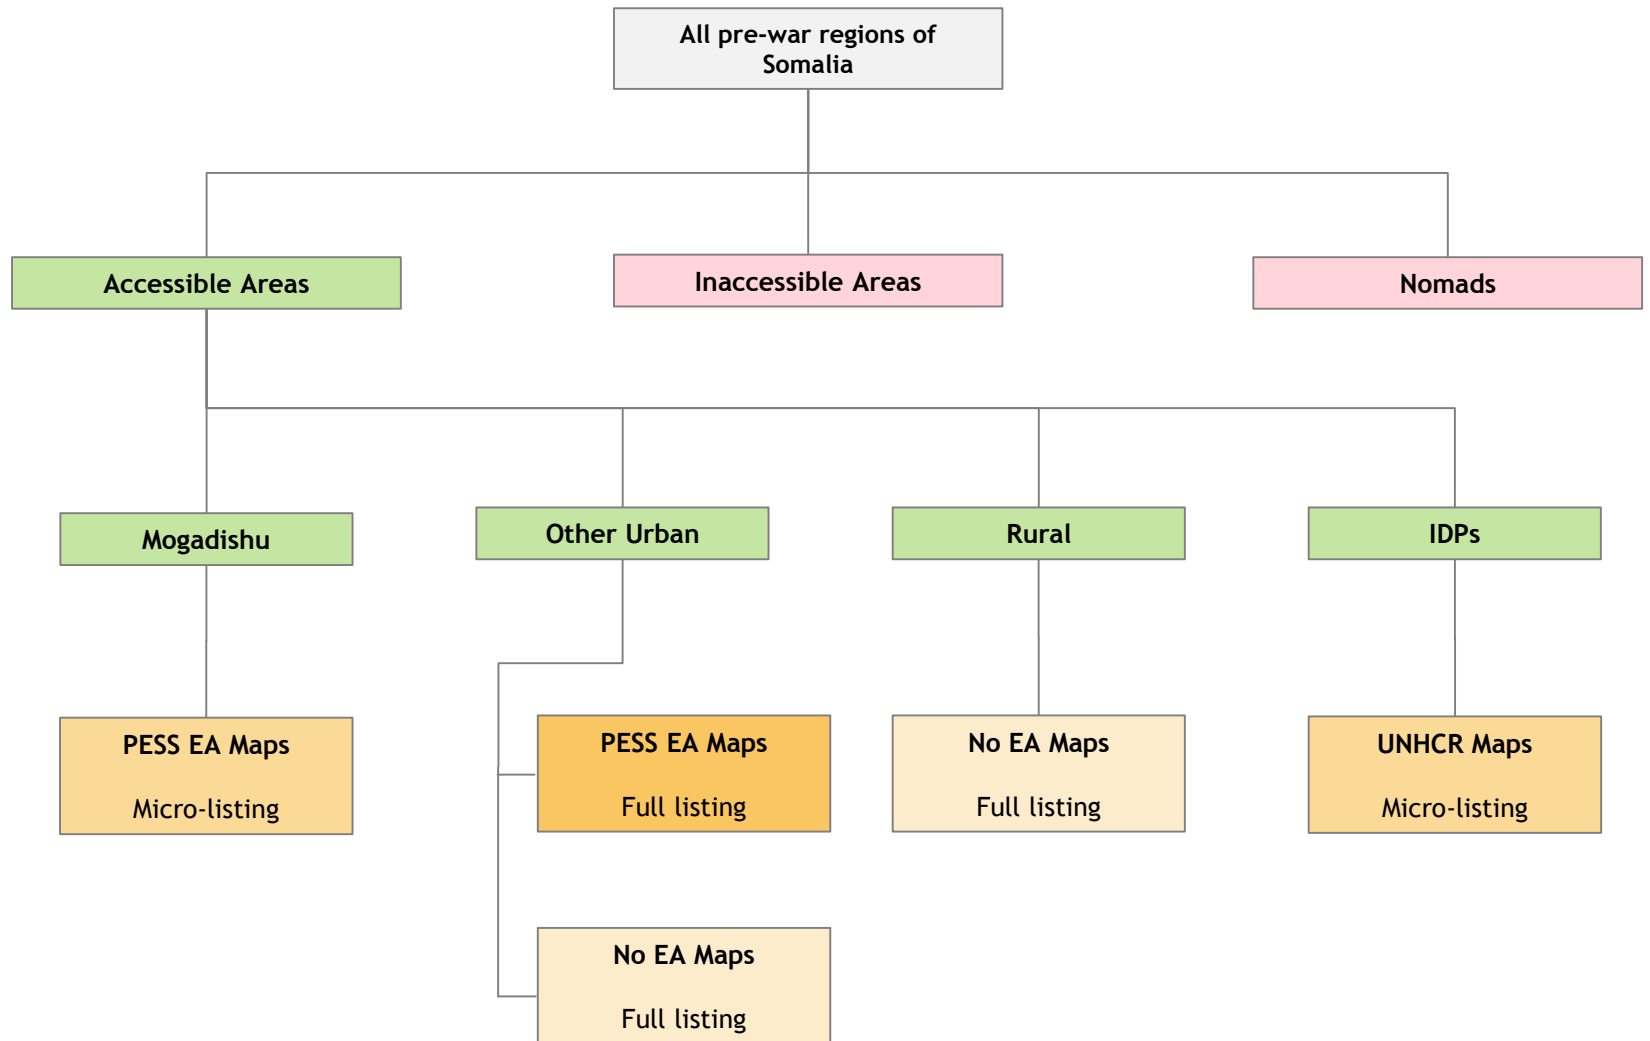 All pre-war regions of
Somalia
Accessible Areas
Inaccessible Areas
Nomads
Mogadishu
Other Urban
Rural
IDPs
PESS EA Maps
Micro-listing
PESS EA Maps
Full listing
No EA Maps
Full listing
UNHCR Maps
Micro-listing
No EA Maps
Full listing